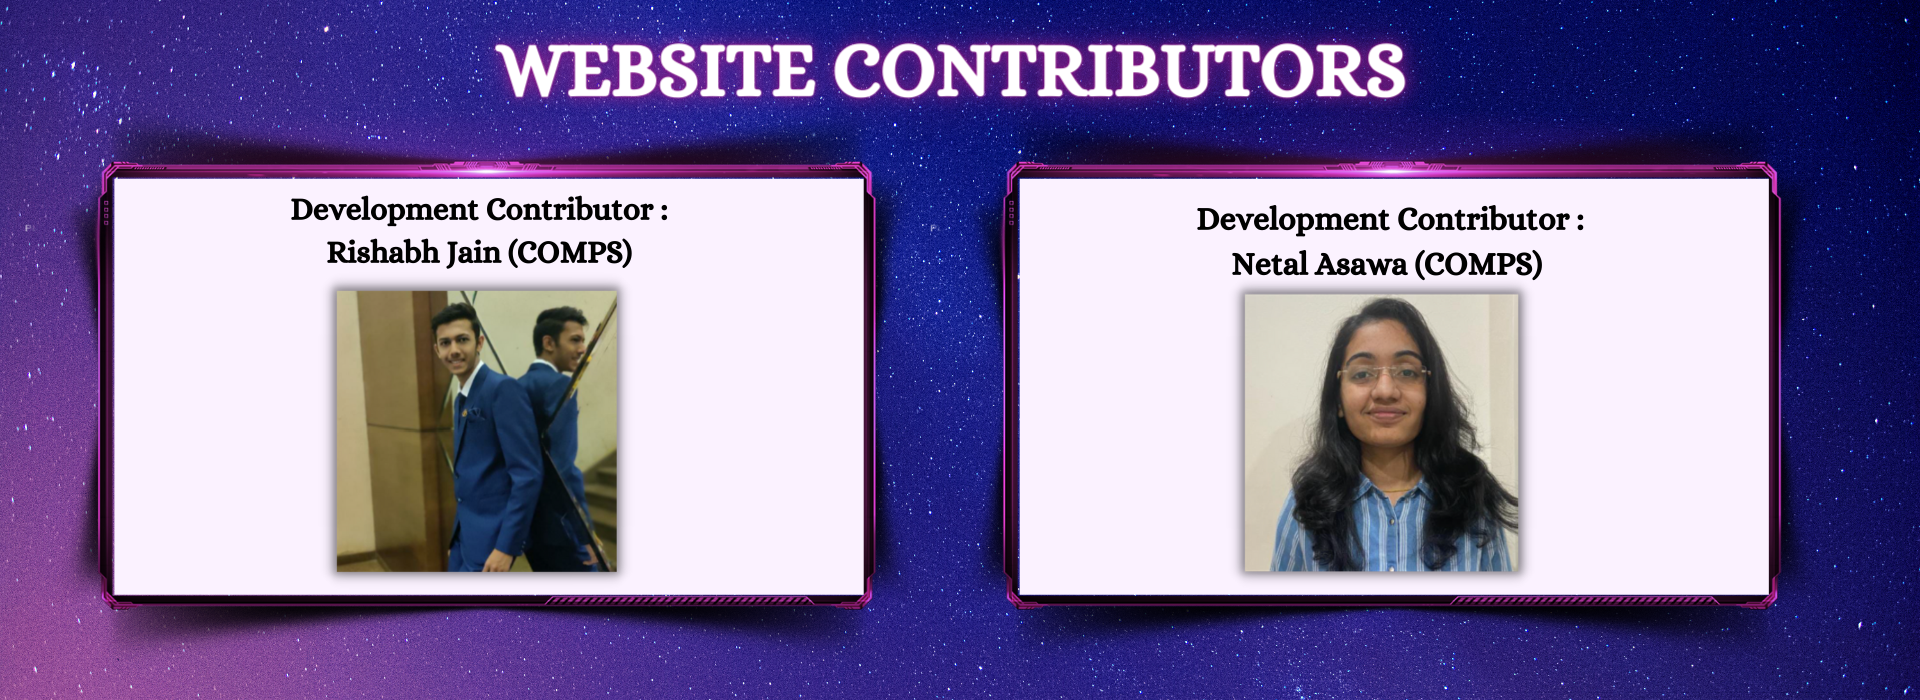 WEBSITE CONTRIBUTORS
Development Contributor :
Rishabh Jain (COMPS)
Development Contributor :
Netal Asawa (COMPS)